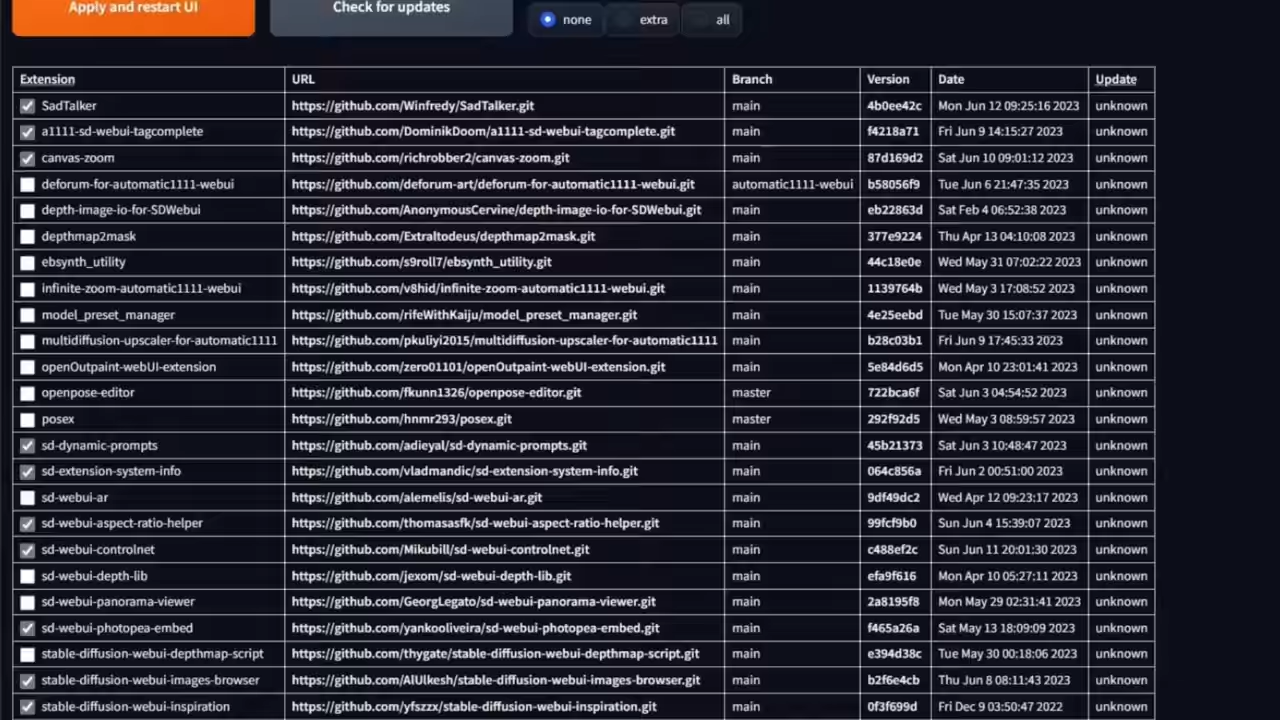 Apply and restart UI Check for updates none extra all
Extension URL Branch Version Date Update
SadTalker https://github.com/Winfredy/SadTalker.git main 4b0ee42c Mon Jun 12 09:25:16 2023 unknown
a1111-sd-webui-tagcomplete https://github.com/DominikDoom/a1111-sd-webui-tagcomplete.git main f4218a71 Fri Jun 9 14:15:27 2023 unknown
canvas-zoom https://github.com/richrobber2/canvas-zoom.git main 87d169d2 Sat Jun 10 09:01:12 2023 unknown
deforum-for-automatic1111-webui https://github.com/deforum-art/deforum-for-automatic1111-webui.git automatic1111-webui b58056f9 Tue Jun 6 21:47:35 2023 unknown
depth-image-io-for-SDWebui https://github.com/AnonymousCervine/depth-image-io-for-SDWebui.git main eb22863d Sat Feb 4 06:52:38 2023 unknown
depthmap2mask https://github.com/Extraltodeus/depthmap2mask.git main 377e9224 Thu Apr 13 04:10:08 2023 unknown
ebsynth_utility https://github.com/s9roll7/ebsynth_utility.git main 44c18e0e Wed May 31 07:02:22 2023 unknown
infinite-zoom-automatic1111-webui https://github.com/v8hid/infinite-zoom-automatic1111-webui.git main 1139764b Wed May 3 17:08:52 2023 unknown
model_preset_manager https://github.com/rifeWithKaiju/model_preset_manager.git main 4e25eebd Tue May 30 15:07:37 2023 unknown
multidiffusion-upscaler-for-automatic1111 https://github.com/pkuliyi2015/multidiffusion-upscaler-for-automatic1111 main b28c03b1 Fri Jun 9 17:45:33 2023 unknown
openOutpaint-webUI-extension https://github.com/zero01101/openOutpaint-webUI-extension.git main 5e84d6d5 Mon Apr 10 23:01:41 2023 unknown
openpose-editor https://github.com/fkunn1326/openpose-editor.git master 722bca6f Sat Jun 3 04:54:52 2023 unknown
posex https://github.com/hnmr293/posex.git master 292f92d5 Wed May 3 08:59:57 2023 unknown
sd-dynamic-prompts https://github.com/adieyal/sd-dynamic-prompts.git main 45b21373 Sat Jun 3 10:48:47 2023 unknown
sd-extension-system-info https://github.com/vladmandic/sd-extension-system-info.git main 064c856a Fri Jun 2 00:51:00 2023 unknown
sd-webui-ar https://github.com/alemelis/sd-webui-ar.git main 9df49dc2 Wed Apr 12 09:23:17 2023 unknown
sd-webui-aspect-ratio-helper https://github.com/thomasasfk/sd-webui-aspect-ratio-helper.git main 99fcf9b0 Sun Jun 4 15:39:07 2023 unknown
sd-webui-controlnet https://github.com/Mikubill/sd-webui-controlnet.git main c488ef2c Sun Jun 11 20:01:30 2023 unknown
sd-webui-depth-lib https://github.com/jexom/sd-webui-depth-lib.git main efa9f616 Mon Apr 10 05:27:11 2023 unknown
sd-webui-panorama-viewer https://github.com/GeorgLegato/sd-webui-panorama-viewer.git main 2a8195f8 Mon May 29 02:31:41 2023 unknown
sd-webui-photopea-embed https://github.com/yankooliveira/sd-webui-photopea-embed.git main f465a26a Sat May 13 18:09:09 2023 unknown
stable-diffusion-webui-depthmap-script https://github.com/thygate/stable-diffusion-webui-depthmap-script.git main e394d38c Tue May 30 00:18:06 2023 unknown
stable-diffusion-webui-images-browser https://github.com/AlUlkesh/stable-diffusion-webui-images-browser.git main b2f6e4cb Thu Jun 8 08:11:43 2023 unknown
stable-diffusion-webui-inspiration https://github.com/yfszzx/stable-diffusion-webui-inspiration.git main 0f3f699d Fri Dec 9 03:50:47 2022 unknown